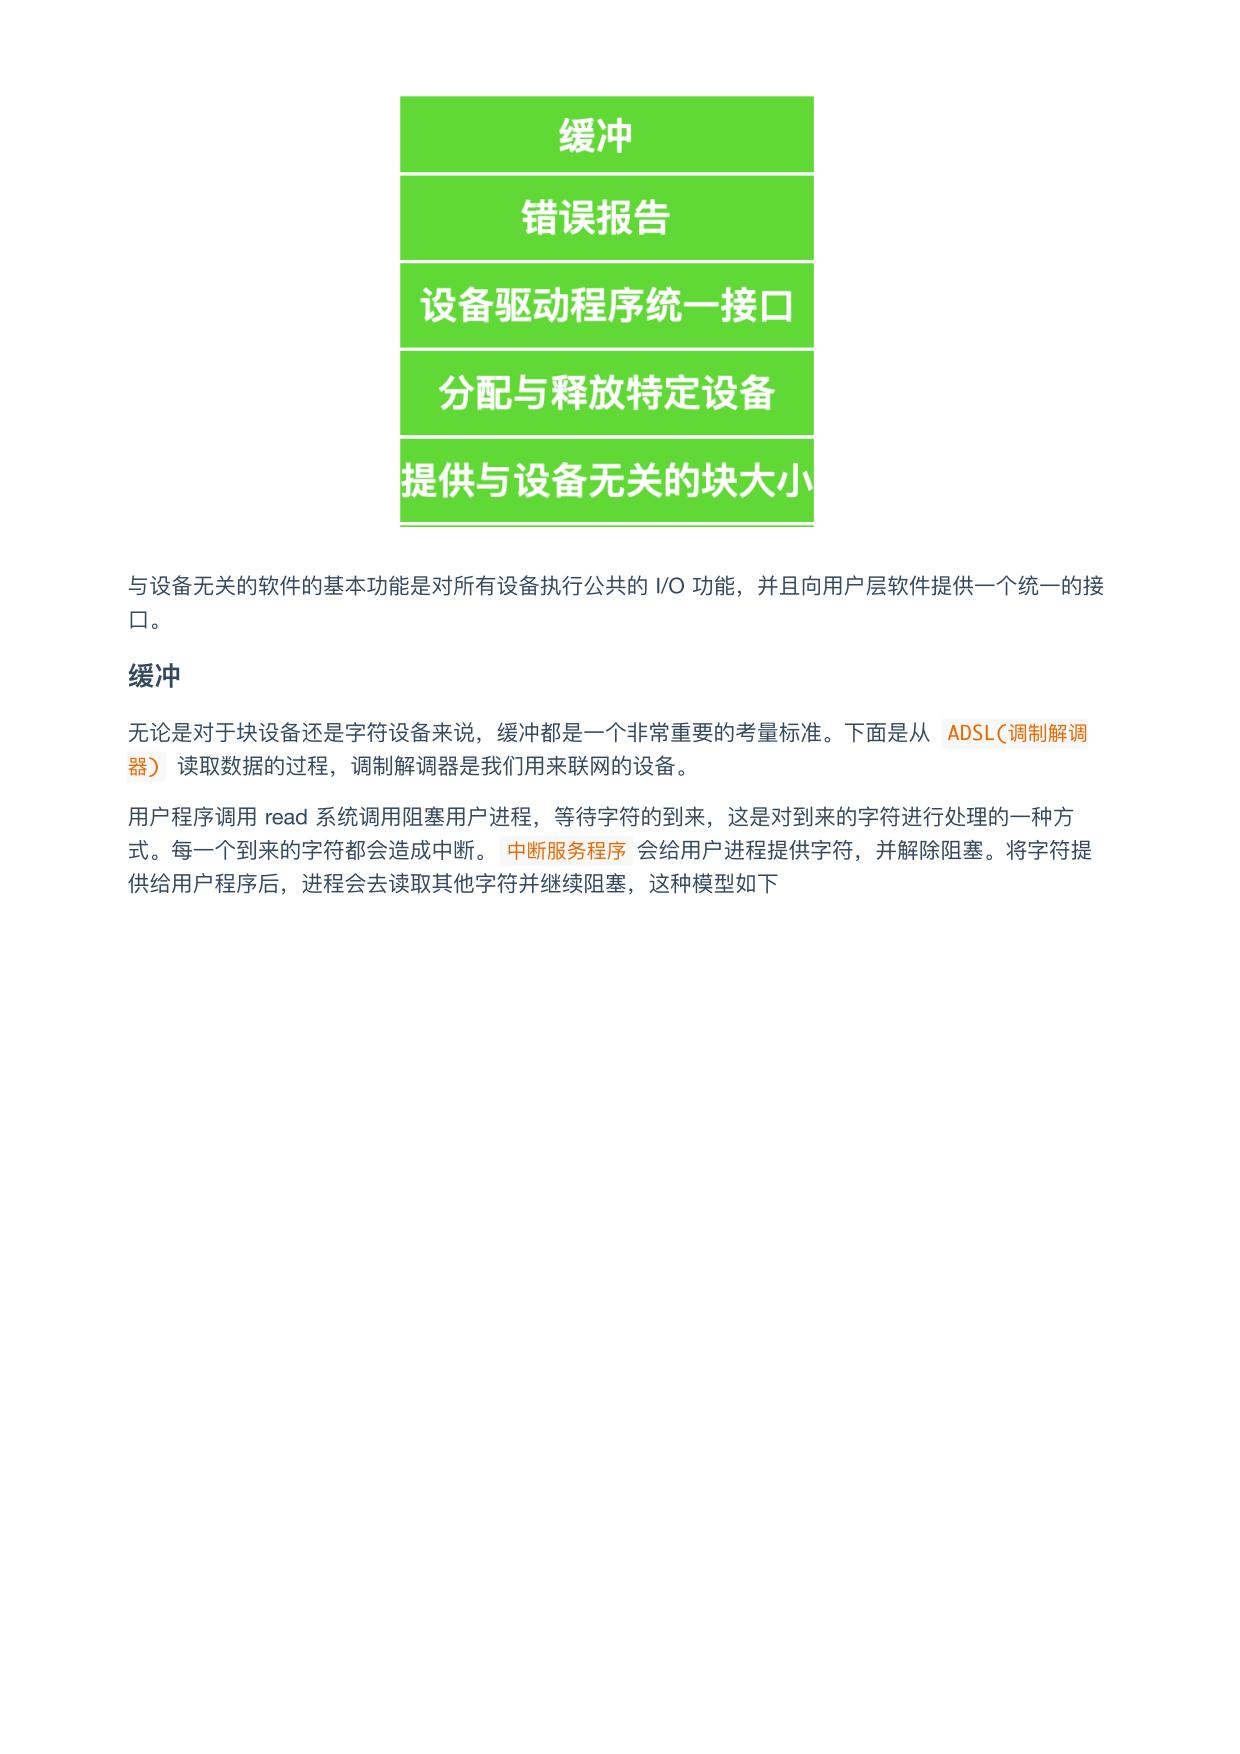 缓冲
错误报告
设备驱动程序统一接口
分配与释放特定设备
提供与设备无关的块大小
与设备无关的软件的基本功能是对所有设备执行公共的 I/O 功能，并且向用户层软件提供一个统一的接
口。
缓冲
无论是对于块设备还是字符设备来说，缓冲都是一个非常重要的考量标准。下面是从 ADSL(调制解调
器) 读取数据的过程，调制解调器是我们用来联网的设备。
用户程序调用 read 系统调用阻塞用户进程，等待字符的到来，这是对到来的字符进行处理的一种方
式。每一个到来的字符都会造成中断。 中断服务程序 会给用户进程提供字符，并解除阻塞。将字符提
供给用户程序后，进程会去读取其他字符并继续阻塞，这种模型如下